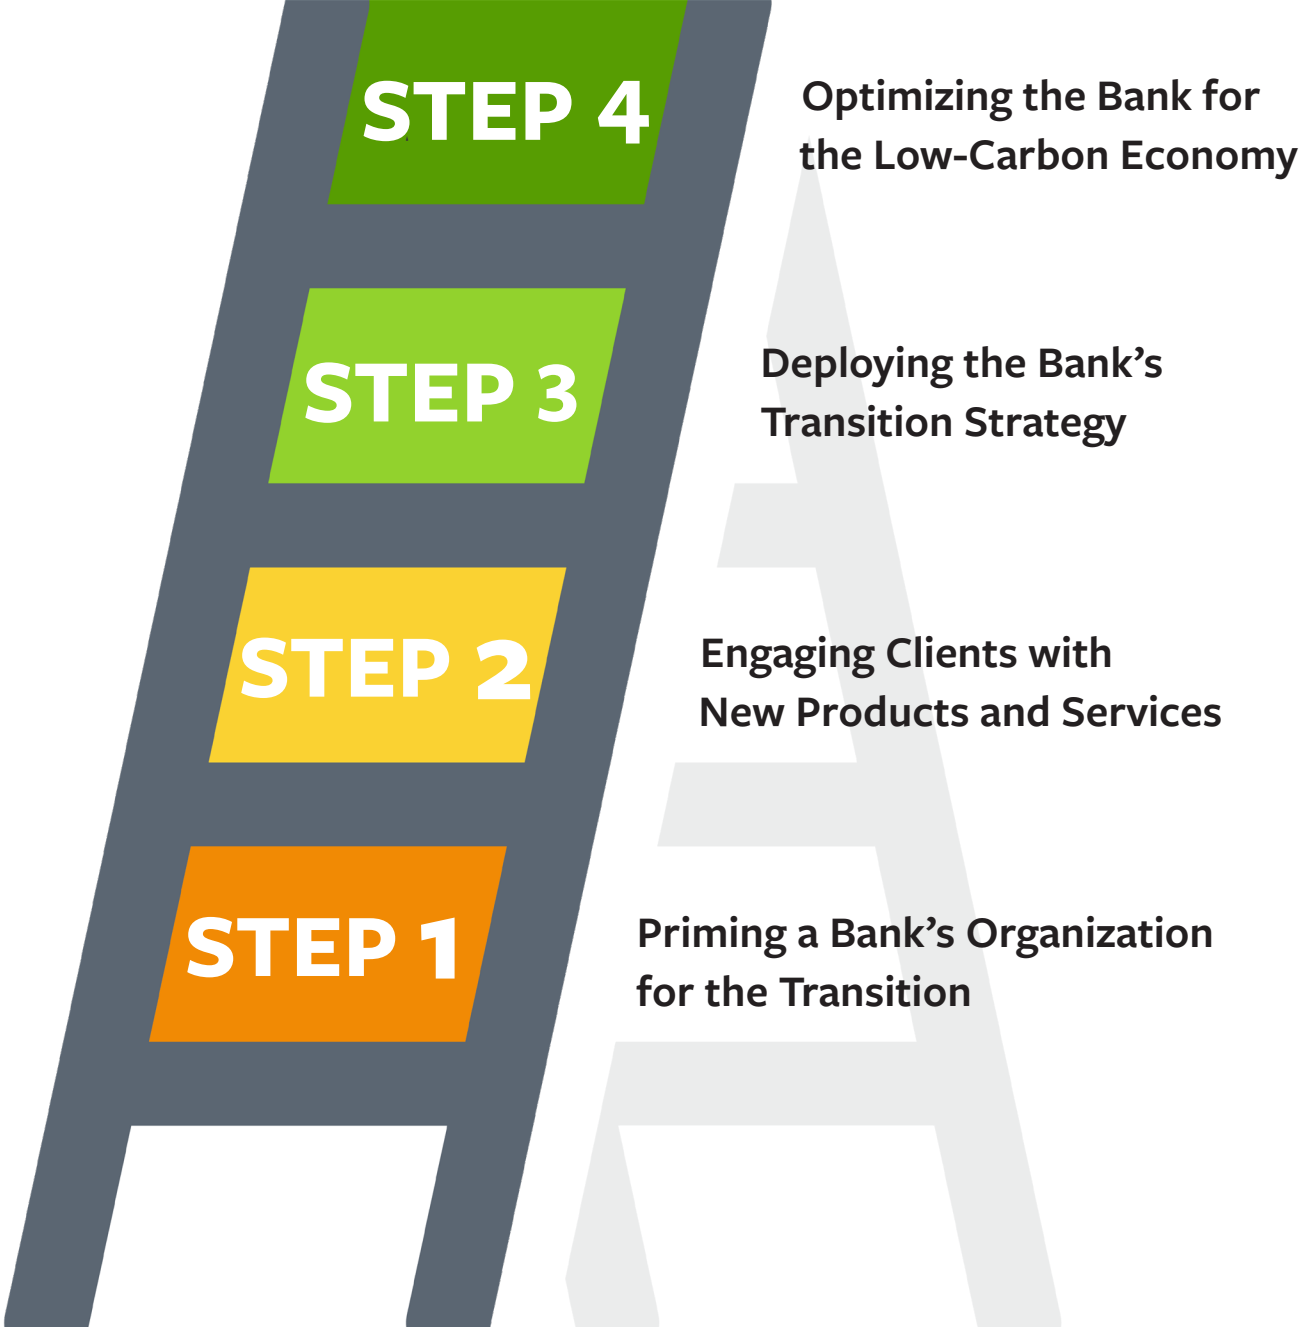 STEP 4
Optimizing the Bank for
the Low-Carbon Economy
STEP 3
Deploying the Bank’s
Transition Strategy
STEP 2
Engaging Clients with
New Products and Services
STEP 1
Priming a Bank’s Organization
for the Transition